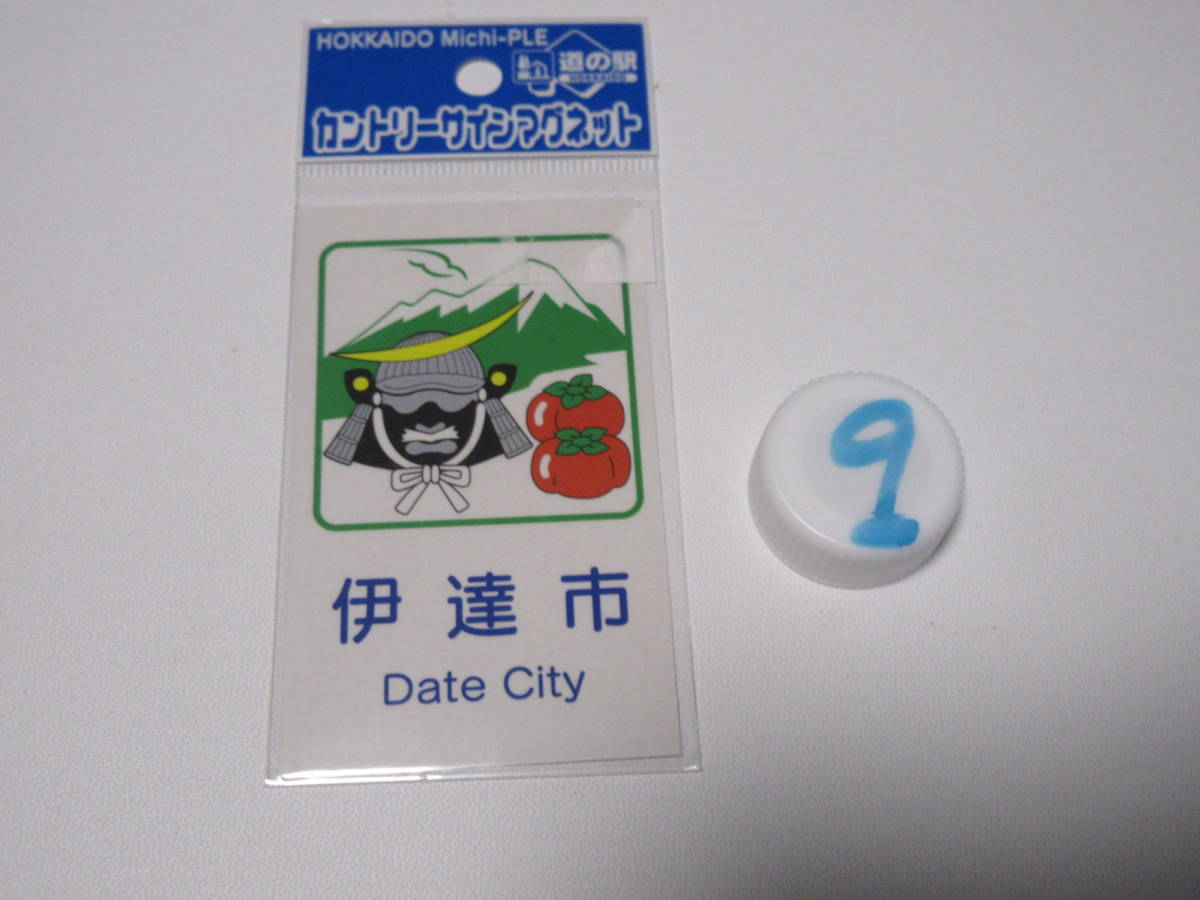 HOKKAIDO Michi-PLE
道の駅
HOKKAIDO
カントリーサインマグネット
伊達市
Date City
9